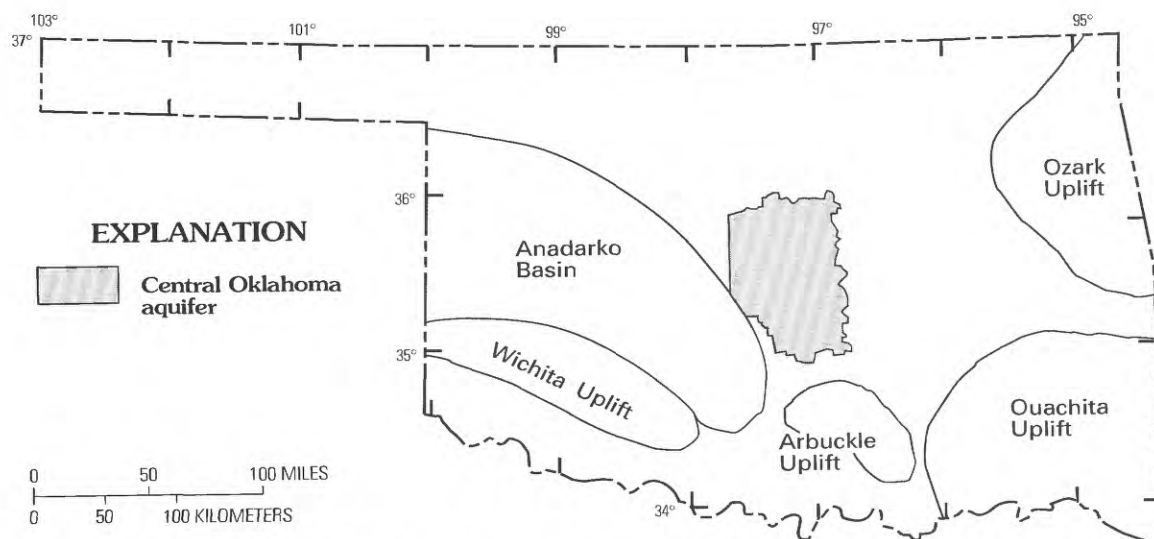 103°
101°
99°
97°
95°
37°
36°
35°
34°
EXPLANATION
Central Oklahoma
aquifer
Anadarko
Basin
Wichita Uplift
Arbuckle
Uplift
Ozark
Uplift
Ouachita
Uplift
0 50 100 MILES
0 50 100 KILOMETERS